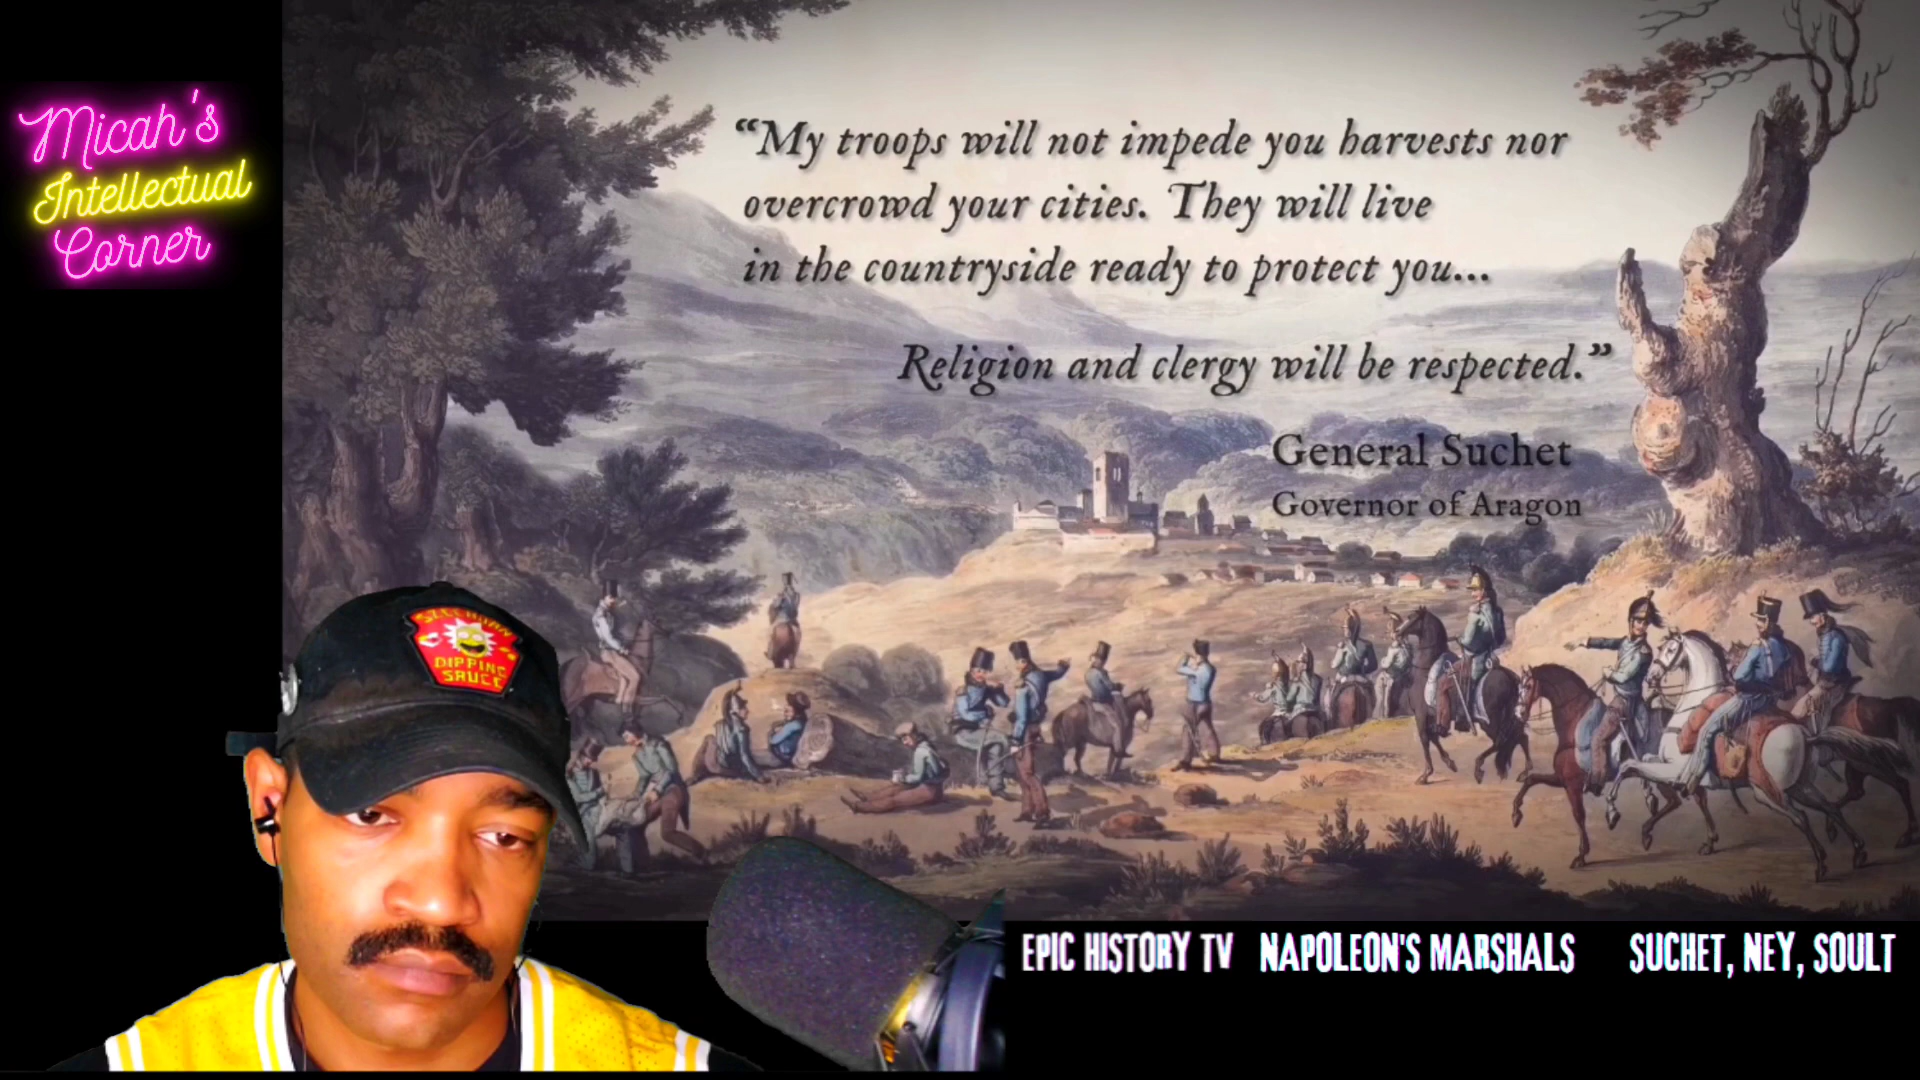 Micah's
Intellectual
Corner
“My troops will not impede you harvests nor
overcrowd your cities. They will live
in the countryside ready to protect you...
Religion and clergy will be respected.”
General Suchet
Governor of Aragon
SZECHUAN
DIPPING
SAUCE
EPIC HISTORY TV NAPOLEON'S MARSHALS SUCHET, NEY, SOULT